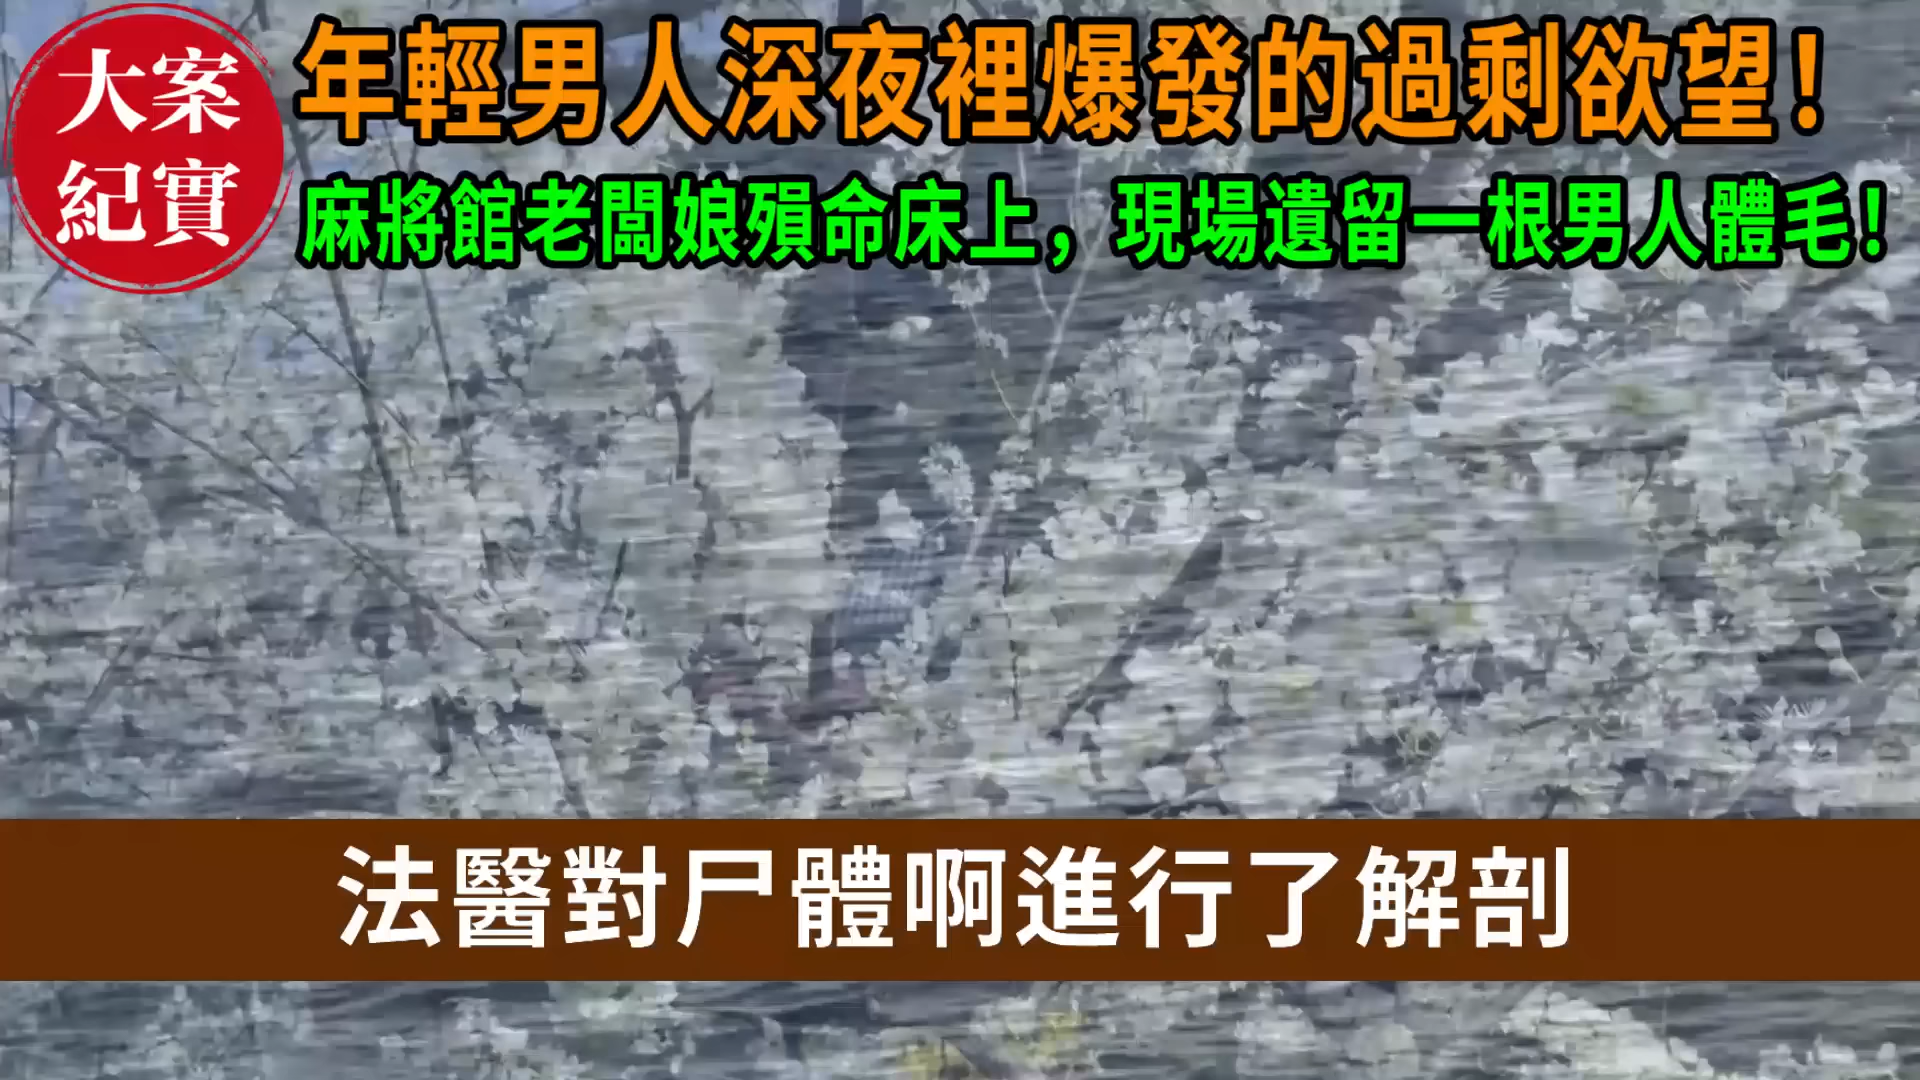 大案
紀實
年輕男人深夜裡爆發的過剩欲望！
麻將館老闆娘殞命床上，現場遺留一根男人體毛！
法醫對尸體啊進行了解剖